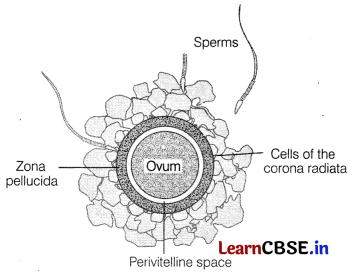 Sperms
Zona
pellucida
Ovum
Cells of the
corona radiata
Perivitelline space
LearnCBSE.in